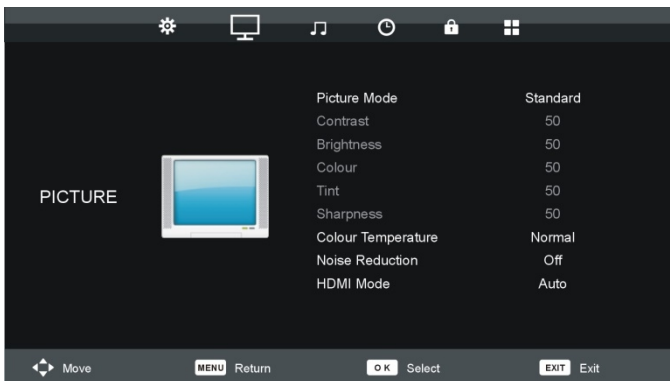 PICTURE
Picture Mode Standard
Contrast 50
Brightness 50
Colour 50
Tint 50
Sharpness 50
Colour Temperature Normal
Noise Reduction Off
HDMI Mode Auto
Move MENU Return OK Select EXIT Exit